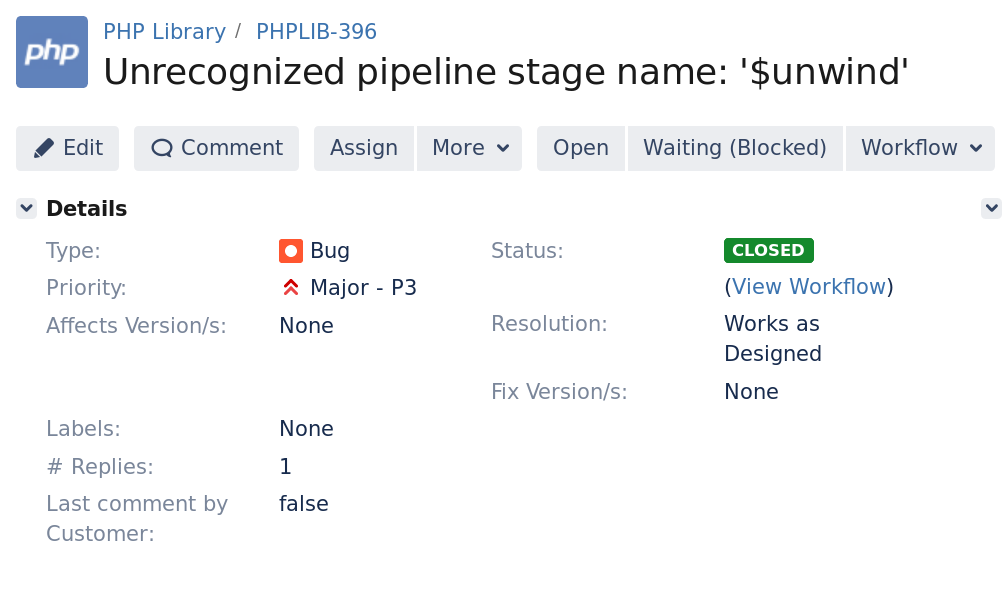 php
PHP Library / PHPLIB-396
Unrecognized pipeline stage name: '$unwind'
Edit Comment Assign More Open Waiting (Blocked) Workflow
Details
Type: Bug
Priority: Major - P3
Affects Version/s: None
Status: CLOSED
(View Workflow)
Resolution: Works as
Designed
Fix Version/s: None
Labels: None
# Replies: 1
Last comment by
Customer:
false